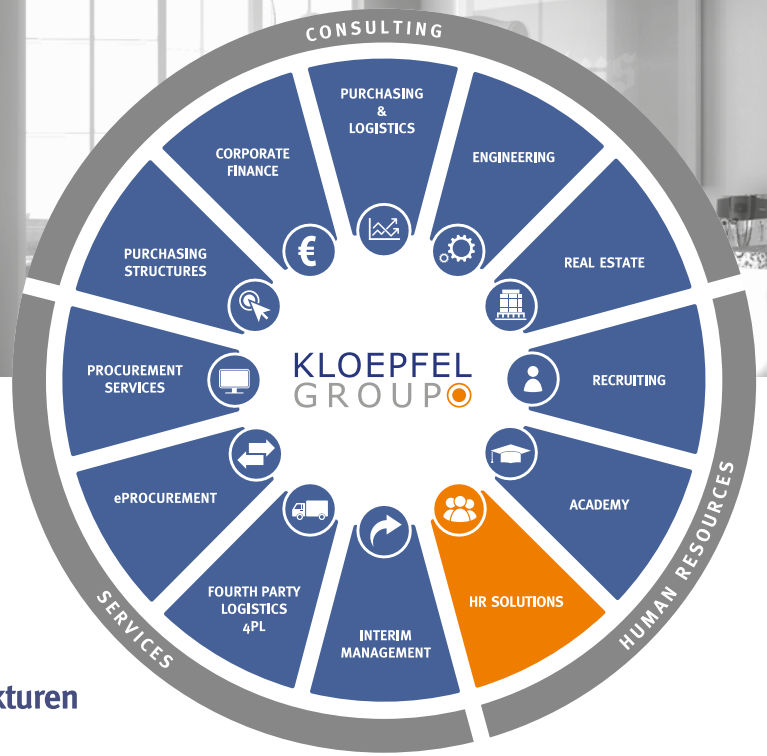 CONSULTING
PURCHASING
&
LOGISTICS
ENGINEERING
REAL ESTATE
RECRUITING
ACADEMY
HR SOLUTIONS
INTERIM
MANAGEMENT
FOURTH PARTY
LOGISTICS
4PL
ePROCUREMENT
PROCUREMENT
SERVICES
PURCHASING
STRUCTURES
CORPORATE
FINANCE
€
KLOEPFEL
GROUP
HUMAN RESOURCES
SERVICES
kturen